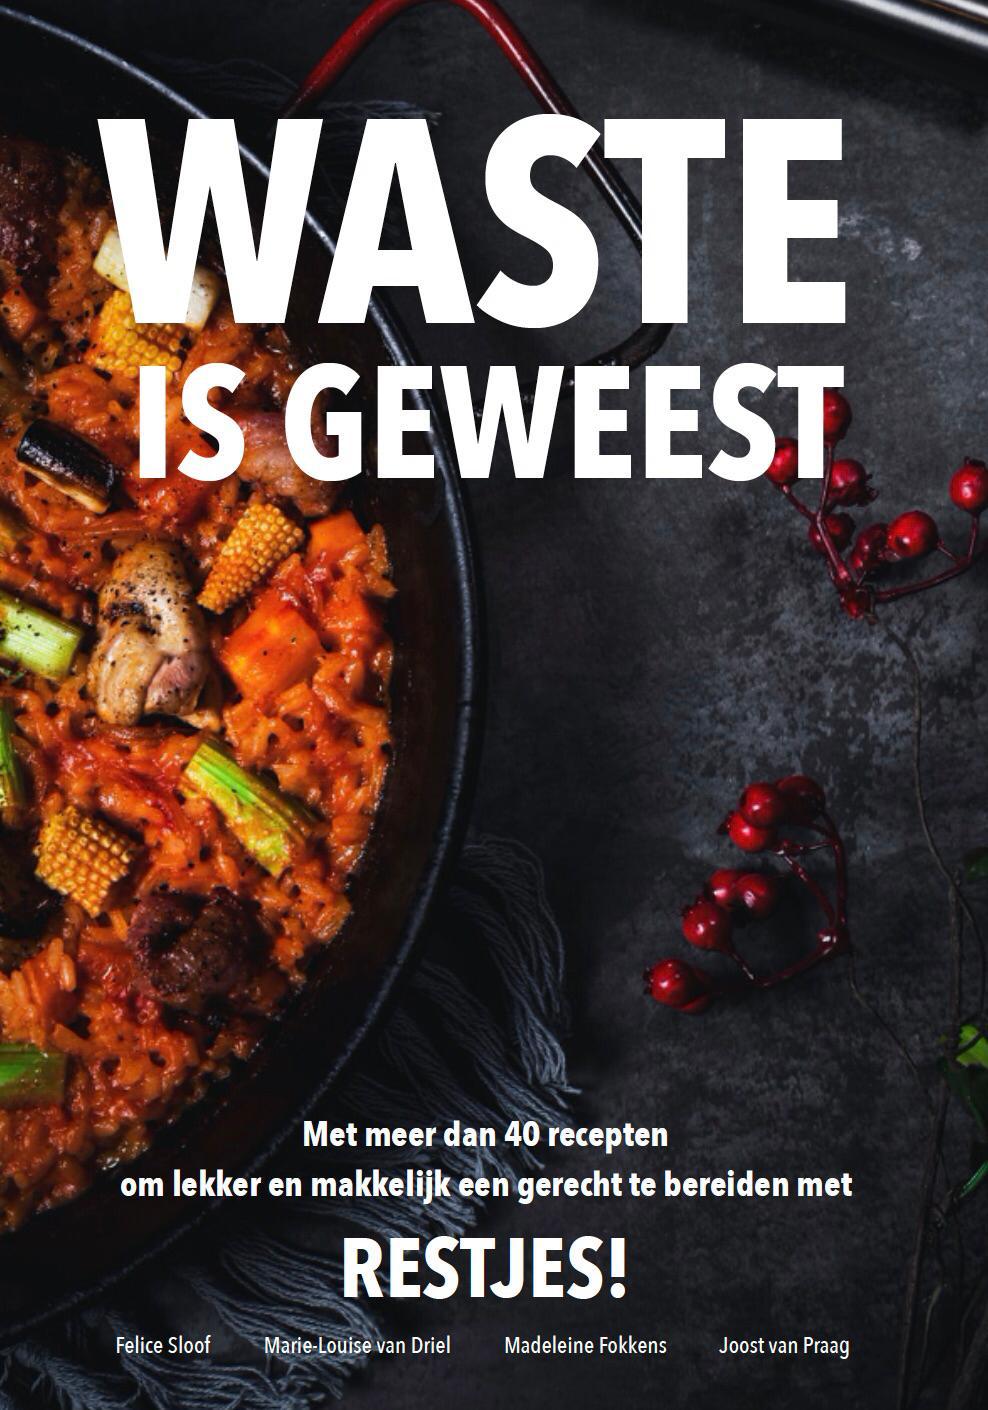 WASTE
IS GEWEEST
Met meer dan 40 recepten
om lekker en makkelijk een gerecht te bereiden met
RESTJES!
Felice Sloof Marie-Louise van Driel Madeleine Fokkens Joost van Praag